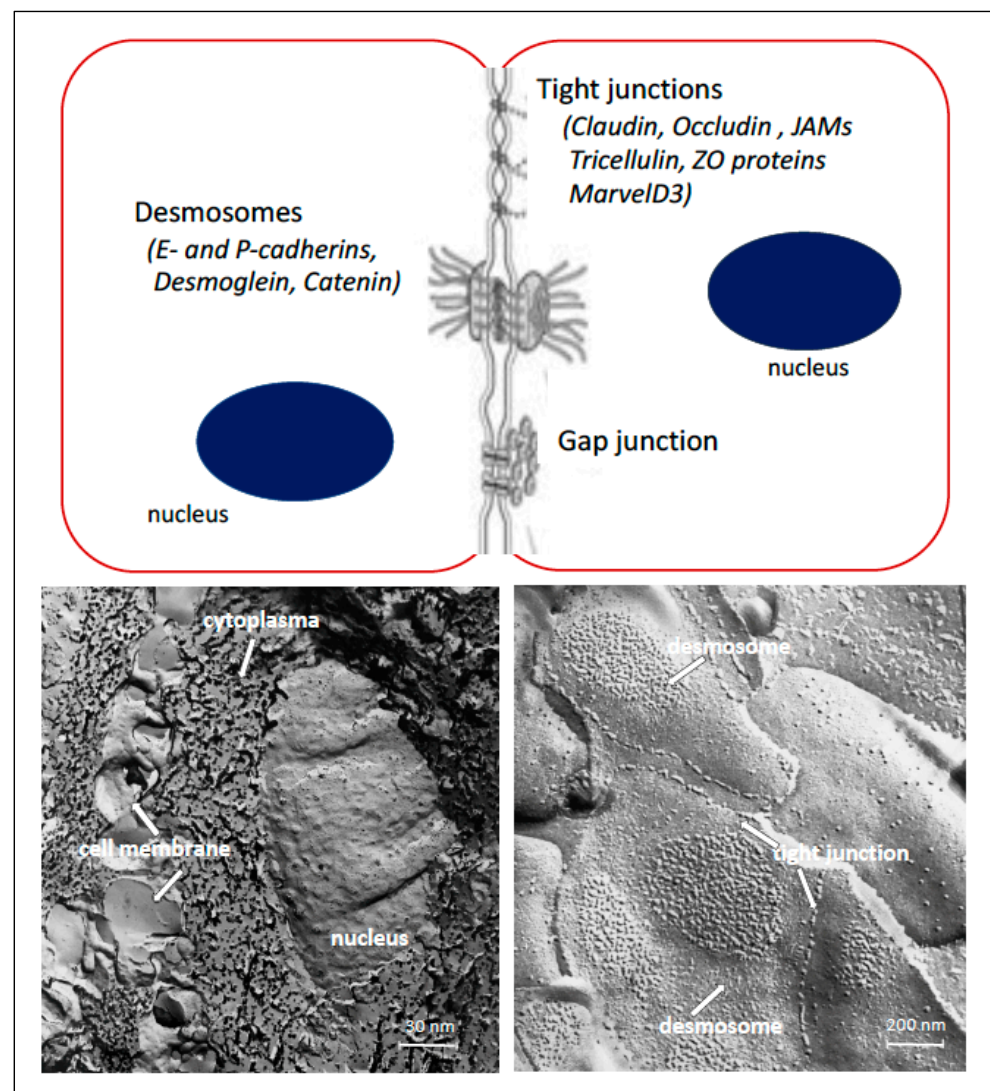 Tight junctions
(Claudin, Occludin , JAMs
Tricellulin, ZO proteins
MarvelD3)
Desmosomes
(E- and P-cadherins,
Desmoglein, Catenin)
nucleus
Gap junction
nucleus
cytoplasma
cell membrane
nucleus
30 nm
desmosome
tight junction
desmosome
200 nm